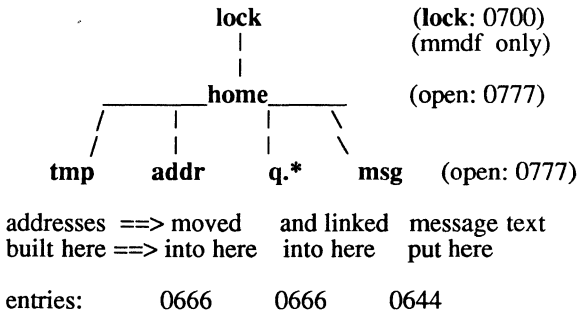 lock (lock: 0700)
(mmdf only)
home (open: 0777)
tmp addr q.* msg (open: 0777)
addresses ==> moved and linked message text
built here ==> into here into here put here
entries: 0666 0666 0644